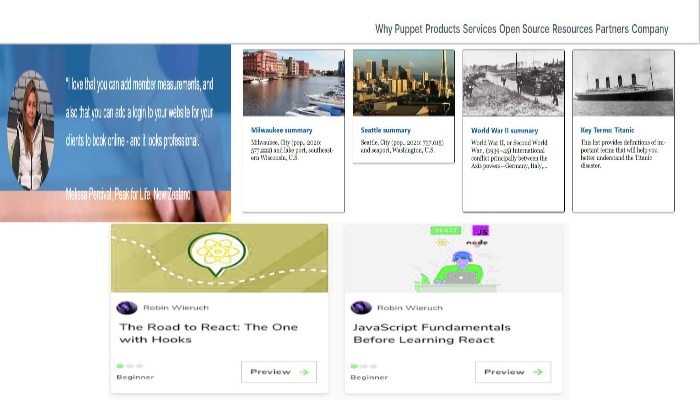 Why Puppet Products Services Open Source Resources Partners Company
"I love that you can add member measurements, and
also that you can add a login to your website for your
clients to book online - and it looks professional."
Melissa Percival, Peak for Life, New Zealand
Milwaukee summary
Milwaukee, City (pop., 2020:
577,222) and lake port, southeast-
ern Wisconsin, U.S.
Seattle summary
Seattle, City (pop., 2020: 737,015)
and seaport, Washington, U.S.
World War II summary
World War II, or Second World
War, (1939–45) International
conflict principally between the
Axis powers—Germany, Italy,...
Key Terms: Titanic
This list provides definitions of im-
portant terms that will help you
better understand the Titanic
disaster.
Robin Wieruch
The Road to React: The One
with Hooks
Beginner
Preview
REACT
JS
node
Robin Wieruch
JavaScript Fundamentals
Before Learning React
Beginner
Preview